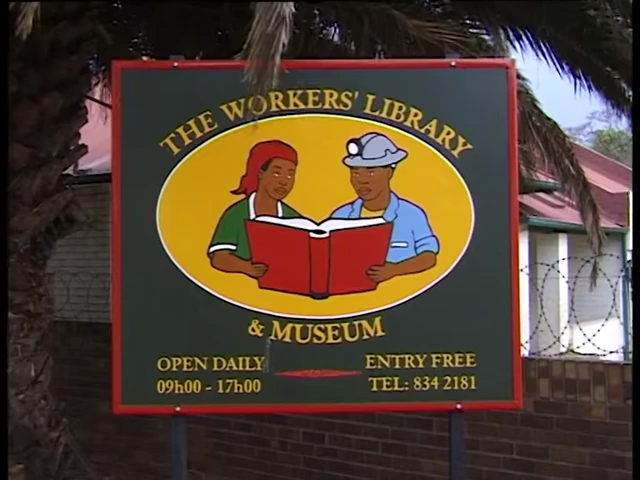 THE WORKERS' LIBRARY
& MUSEUM
OPEN DAILY
09h00 - 17h00
ENTRY FREE
TEL: 834 2181